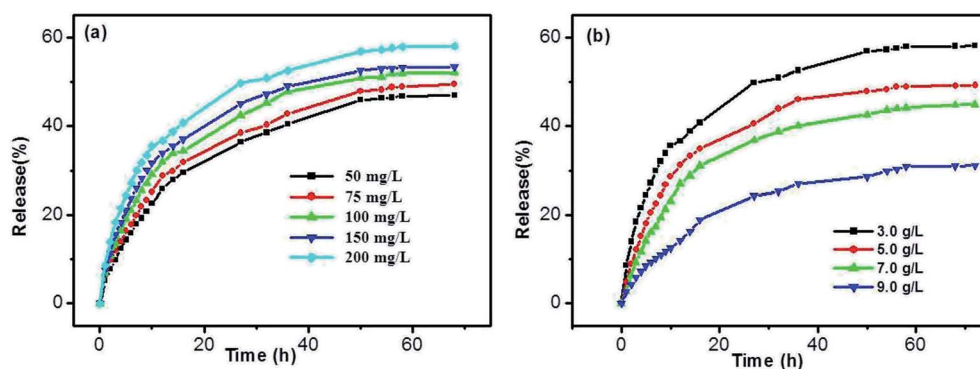 (a)
Release(%)
60
40
20
0
50 mg/L
75 mg/L
100 mg/L
150 mg/L
200 mg/L
0 20 40 60
Time (h)
(b)
Release(%)
60
40
20
0
3.0 g/L
5.0 g/L
7.0 g/L
9.0 g/L
0 20 40 60
Time (h)